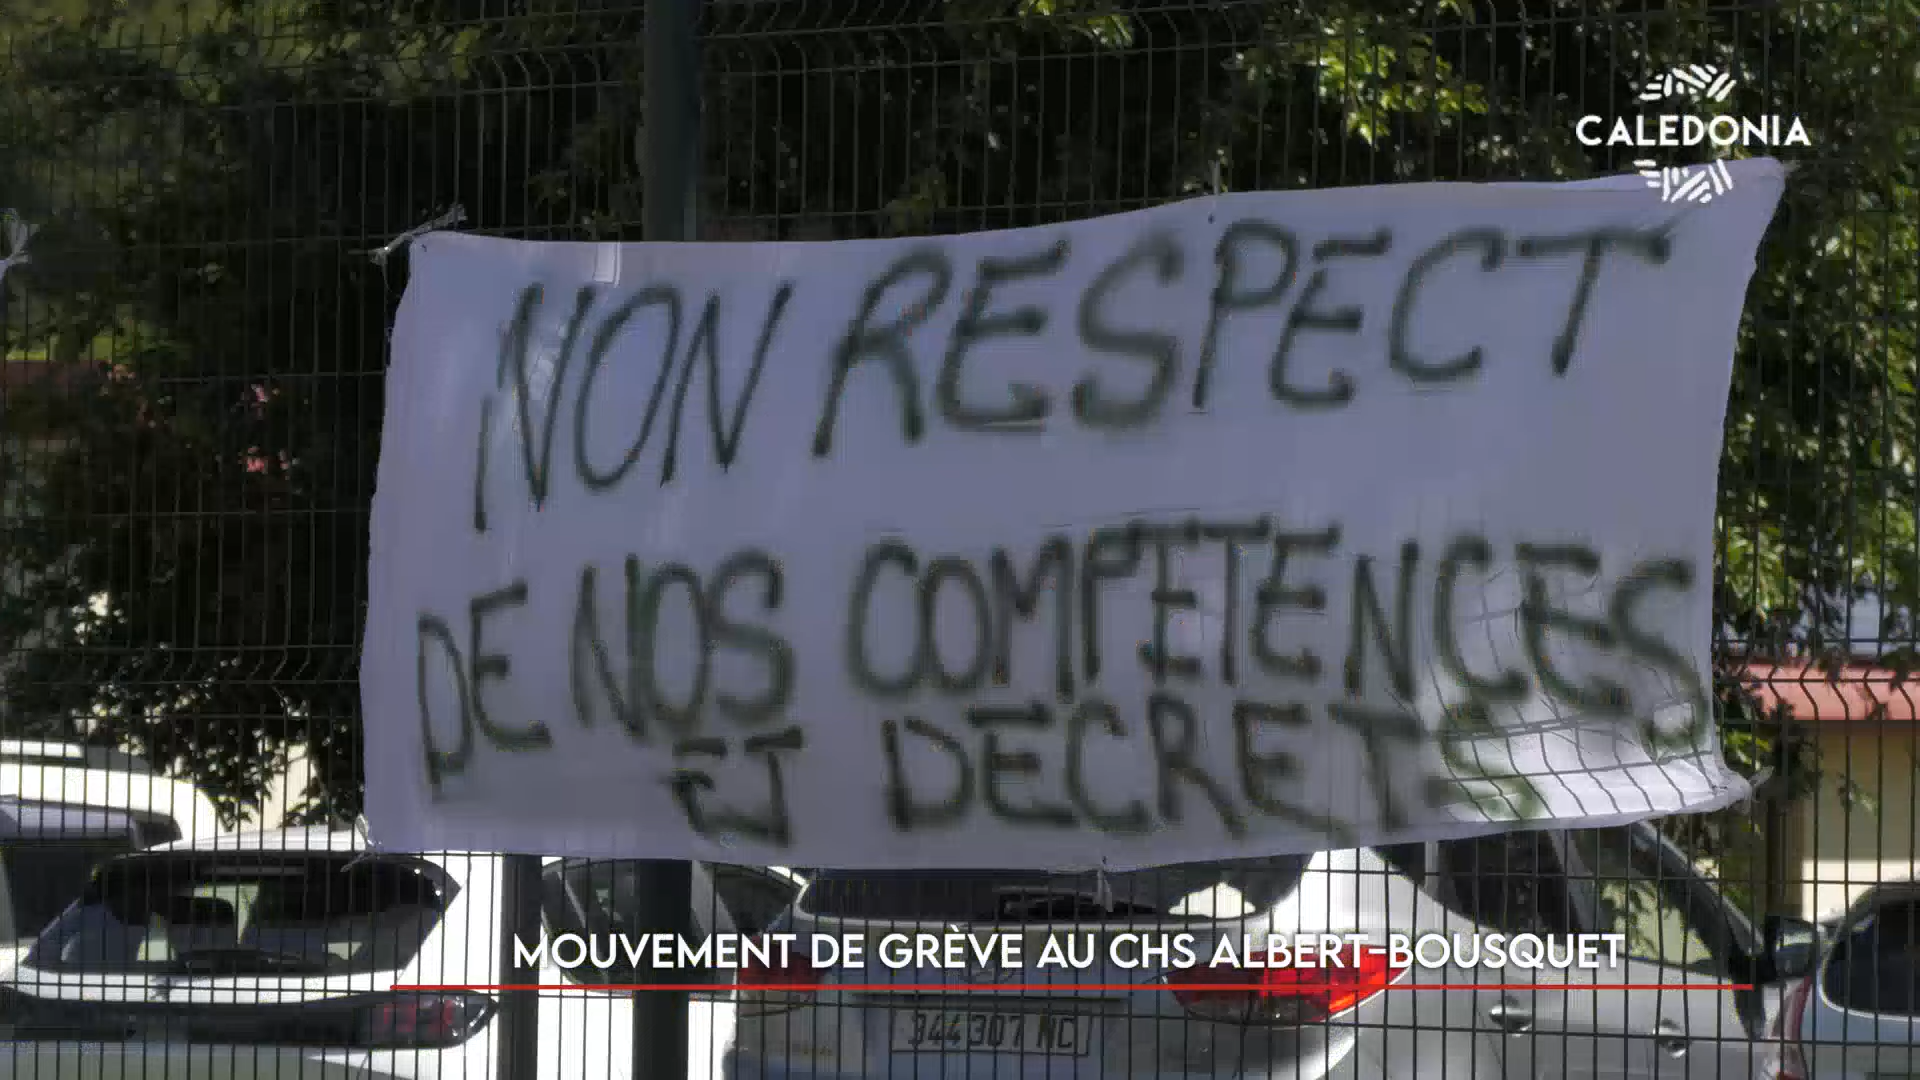 CALEDONIA
NON RESPECT
DE NOS COMPETENCES
ET DECRETS
MOUVEMENT DE GRÈVE AU CHS ALBERT-BOUSQUET
344307 NC